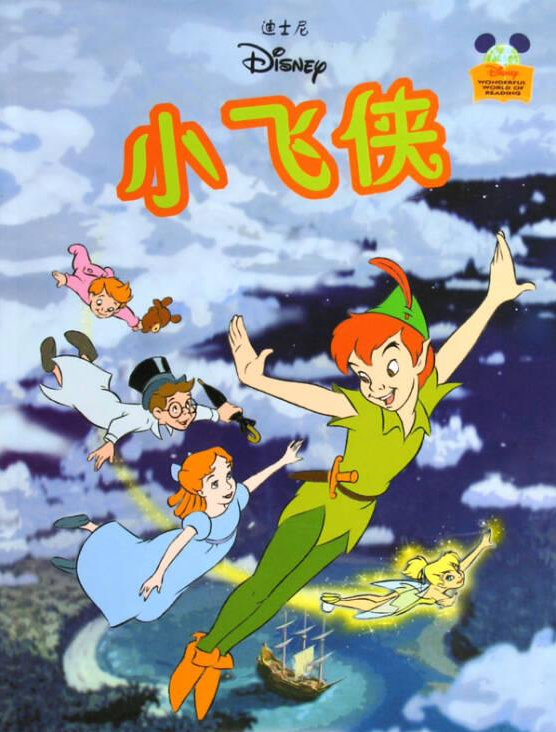 迪士尼
Disney
Disney
WONDERFUL
WORLD OF
READING
小飞侠